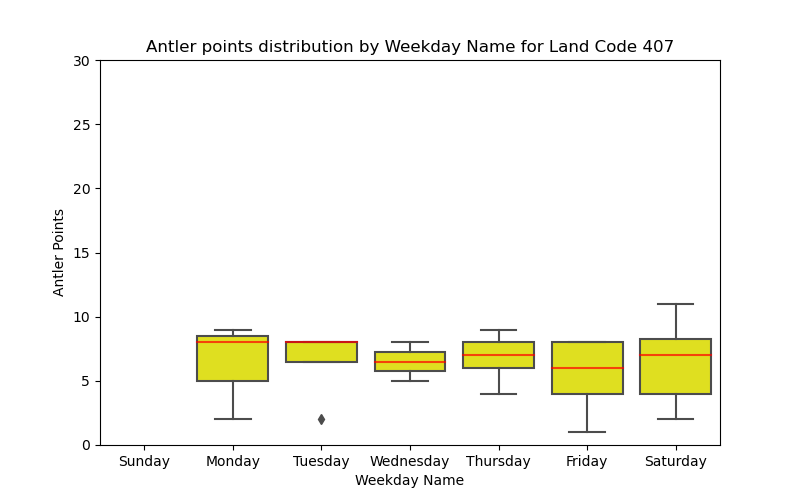 Antler points distribution by Weekday Name for Land Code 407
30
25
20
15
10
5
0
Antler Points
Sunday Monday Tuesday Wednesday Thursday Friday Saturday
Weekday Name